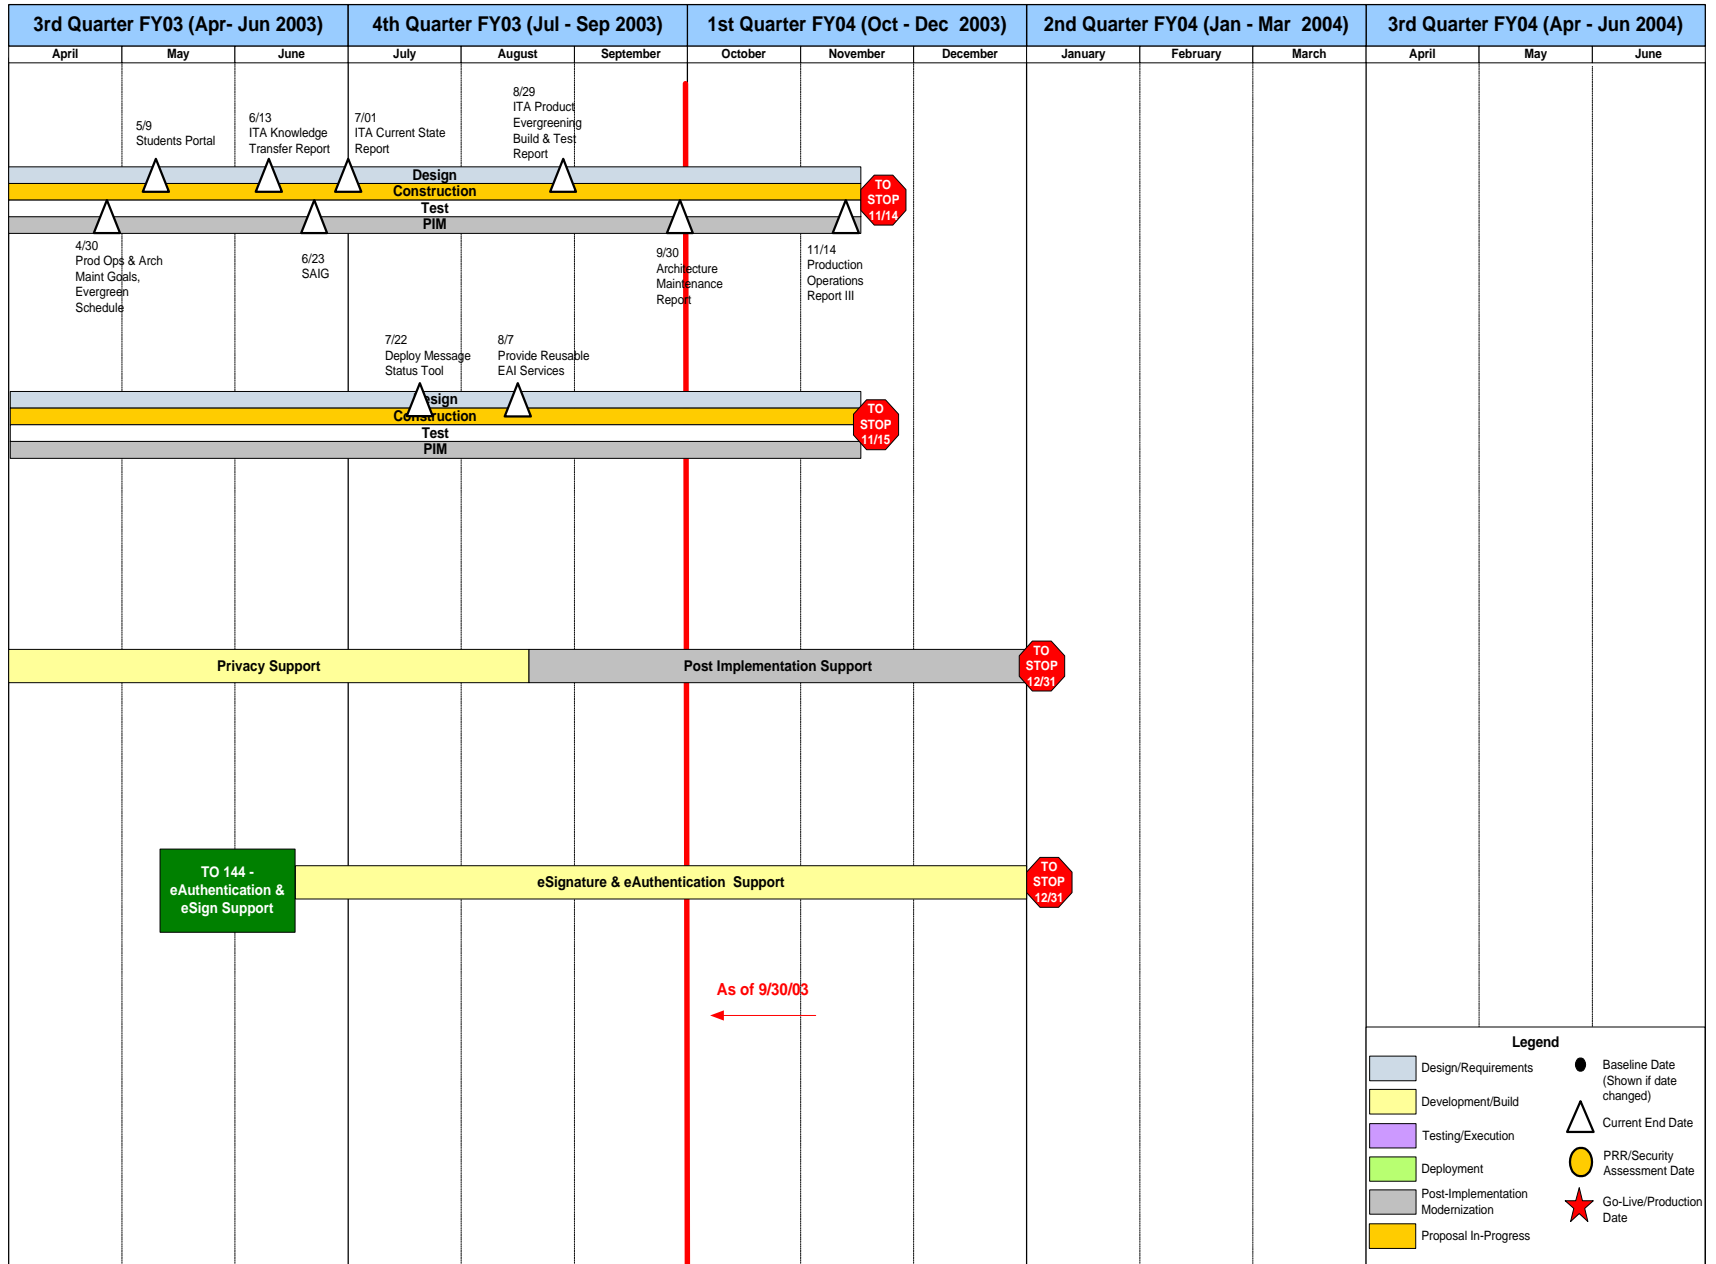 3rd Quarter FY03 (Apr- Jun 2003)
4th Quarter FY03 (Jul - Sep 2003)
1st Quarter FY04 (Oct - Dec  2003)
2nd Quarter FY04 (Jan - Mar  2004)
3rd Quarter FY04 (Apr - Jun 2004)
April
May
June
July
August
September
October
November
December
January
February
March
April
May
June
5/9
Students Portal
6/13
ITA Knowledge
Transfer Report
7/01
ITA Current State
Report
8/29
ITA Product
Evergreening
Build & Test
Report
Design
Construction
Test
PIM
TO
STOP
11/14
4/30
Prod Ops & Arch
Maint Goals,
Evergreen
Schedule
6/23
SAIG
9/30
Architecture
Maintenance
Report
11/14
Production
Operations
Report III
7/22
Deploy Message
Status Tool
8/7
Provide Reusable
EAI Services
Design
Construction
Test
PIM
TO
STOP
11/15
Privacy Support
Post Implementation Support
TO
STOP
12/31
TO 144 -
eAuthentication &
eSign Support
eSignature & eAuthentication  Support
TO
STOP
12/31
As of 9/30/03
Legend
Design/Requirements
Development/Build
Testing/Execution
Deployment
Post-Implementation
Modernization
Proposal In-Progress
Baseline Date
(Shown if date
changed)
Current End Date
PRR/Security
Assessment Date
Go-Live/Production
Date